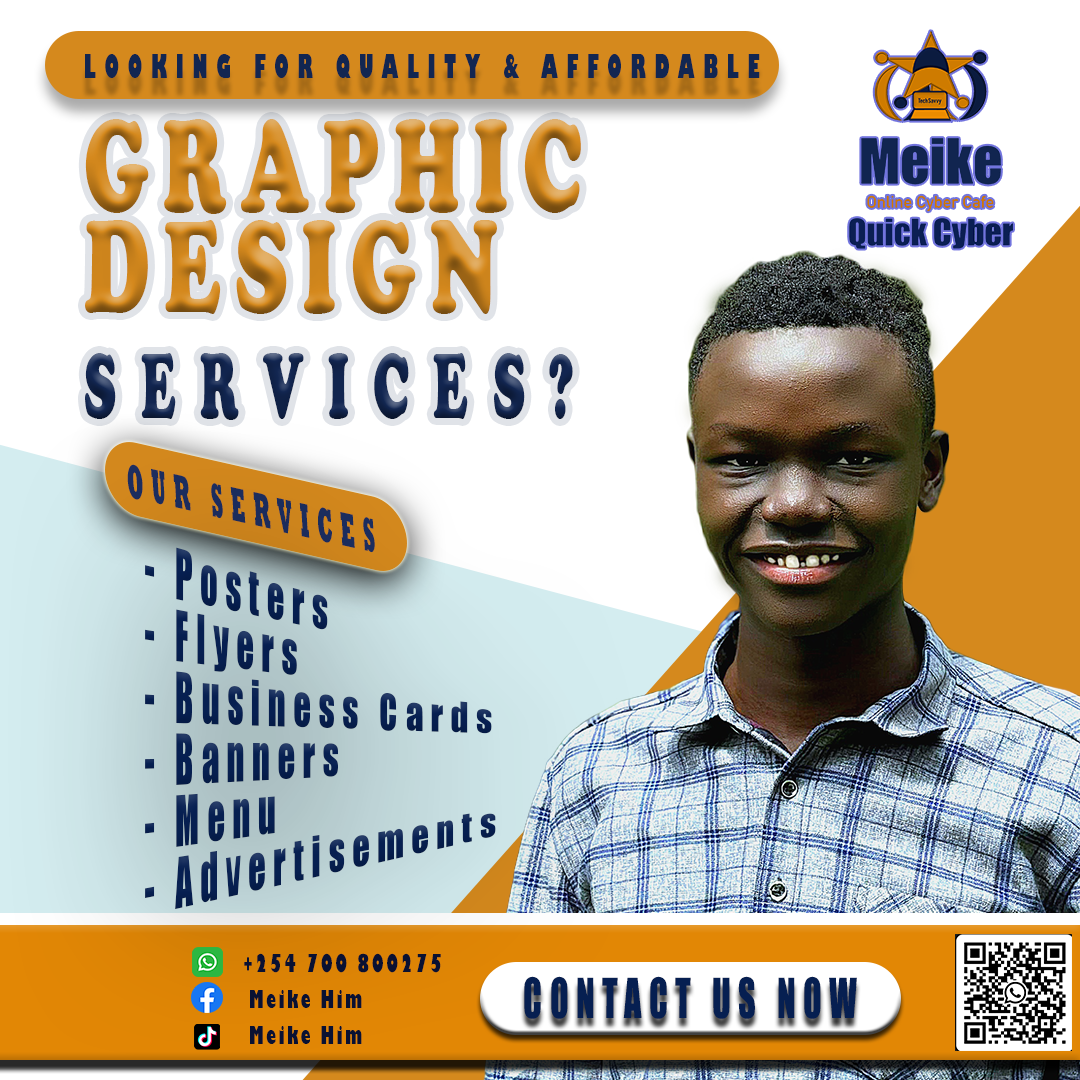 LOOKING FOR QUALITY & AFFORDABLE
GRAPHIC
DESIGN
SERVICES?
TechSavvy
Meike
Online Cyber Cafe
Quick Cyber
OUR SERVICES
- Posters
- Flyers
- Business Cards
- Banners
- Menu
- Advertisements
+254 700 800275
Meike Him
Meike Him
CONTACT US NOW